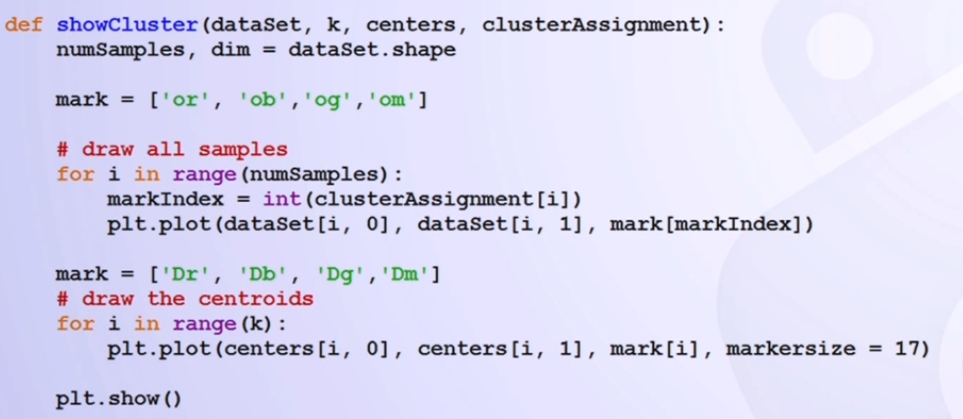 def showCluster(dataSet, k, centers, clusterAssignment):
    numSamples, dim = dataSet.shape
    mark = ['or', 'ob','og','om']
    # draw all samples
    for i in range(numSamples):
        markIndex = int(clusterAssignment[i])
        plt.plot(dataSet[i, 0], dataSet[i, 1], mark[markIndex])
    mark = ['Dr', 'Db', 'Dg','Dm']
    # draw the centroids
    for i in range(k):
        plt.plot(centers[i, 0], centers[i, 1], mark[i], markersize = 17)
    plt.show()